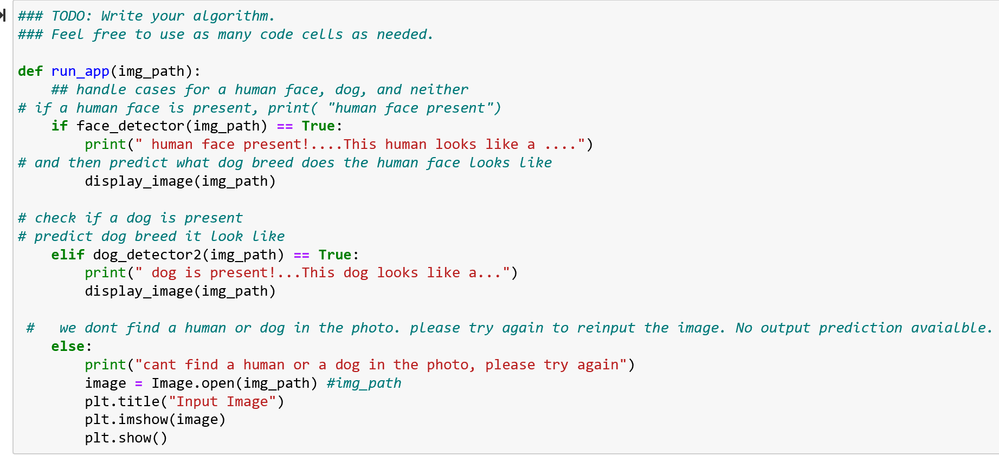 ### TODO: Write your algorithm.
### Feel free to use as many code cells as needed.

def run_app(img_path):
    ## handle cases for a human face, dog, and neither
# if a human face is present, print( "human face present")
    if face_detector(img_path) == True:
        print(" human face present!....This human looks like a ....")
# and then predict what dog breed does the human face looks like
        display_image(img_path)

# check if a dog is present
# predict dog breed it look like
    elif dog_detector2(img_path) == True:
        print(" dog is present!...This dog looks like a...")
        display_image(img_path)

 #   we dont find a human or dog in the photo. please try again to reinput the image. No output prediction avaialble.
    else:
        print("cant find a human or a dog in the photo, please try again")
        image = Image.open(img_path) #img_path
        plt.title("Input Image")
        plt.imshow(image)
        plt.show()